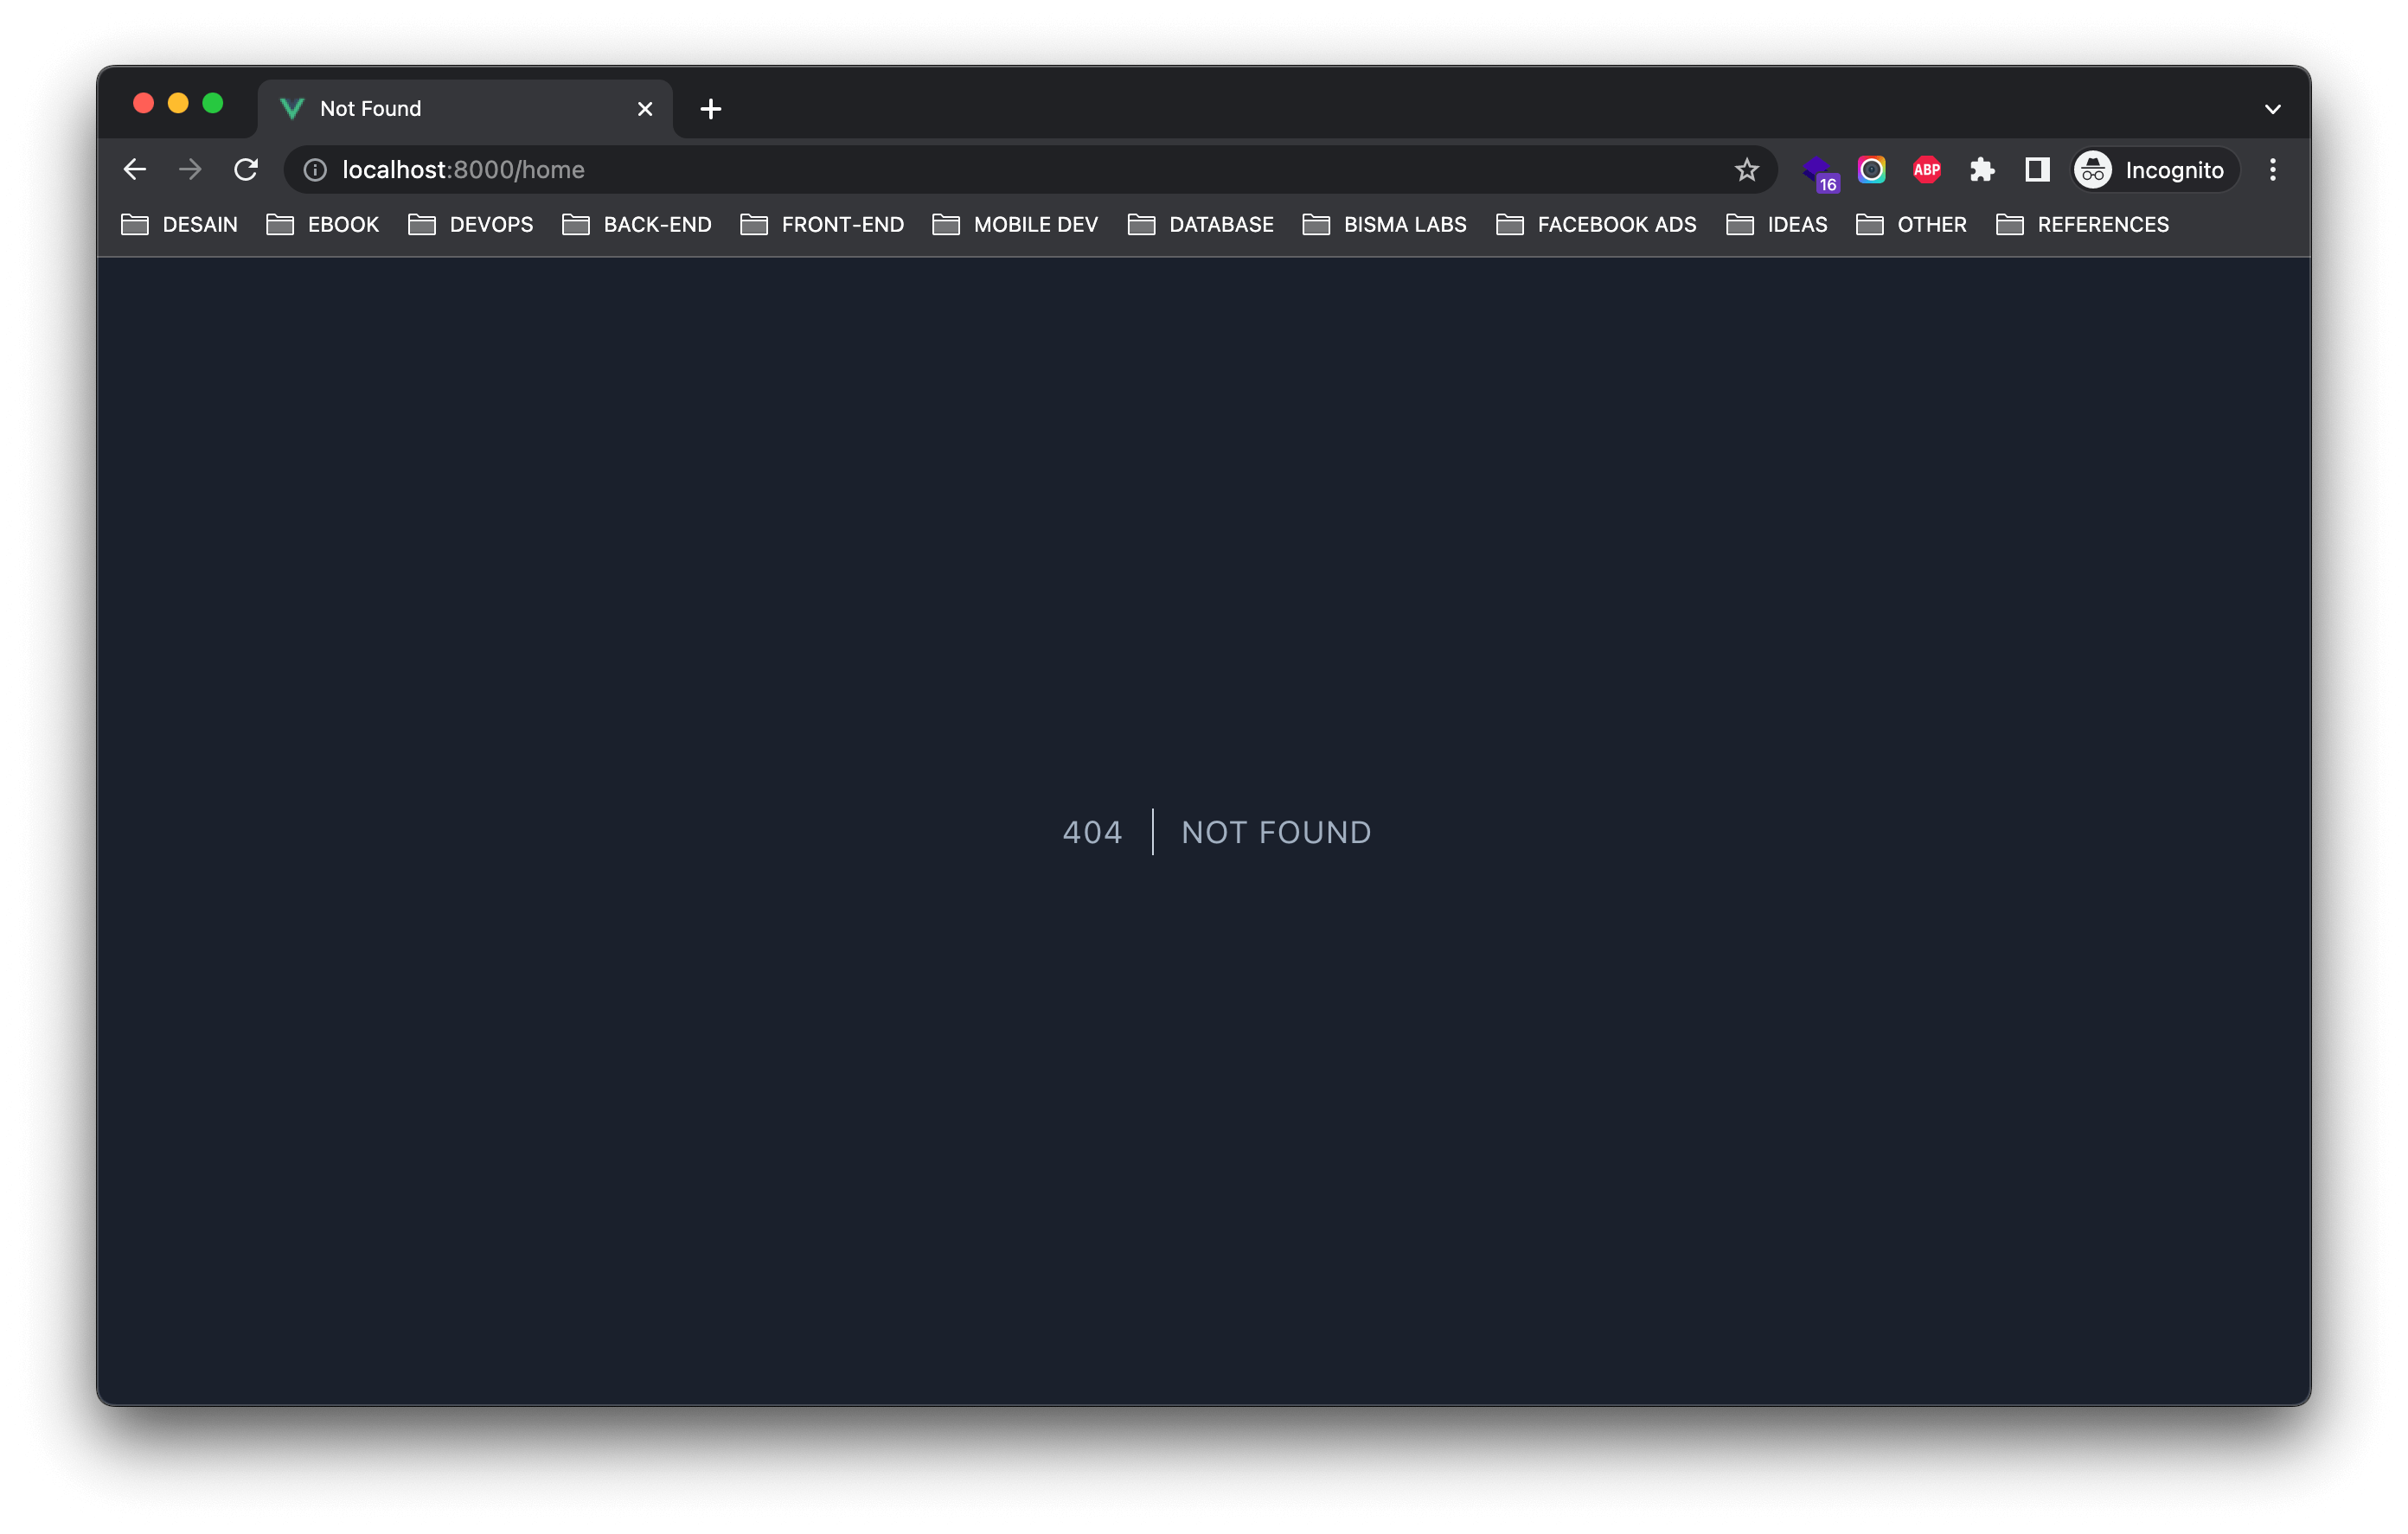 Not Found
localhost:8000/home
16
ABP
Incognito
DESAIN EBOOK DEVOPS BACK-END FRONT-END MOBILE DEV DATABASE BISMA LABS FACEBOOK ADS IDEAS OTHER REFERENCES
404 NOT FOUND